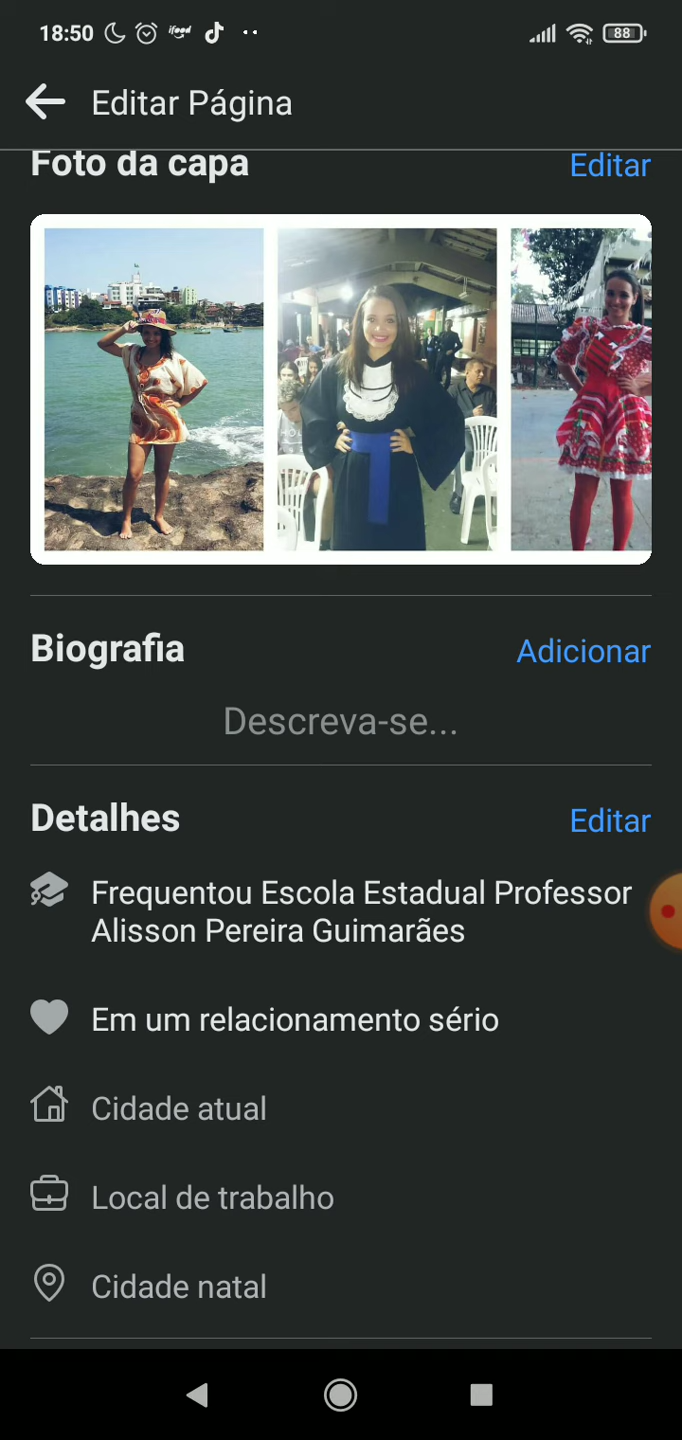 18:50 ifood 88
Editar Página
Foto da capa Editar
Biografia Adicionar
Descreva-se...
Detalhes Editar
Frequentou Escola Estadual Professor
Alisson Pereira Guimarães
Em um relacionamento sério
Cidade atual
Local de trabalho
Cidade natal